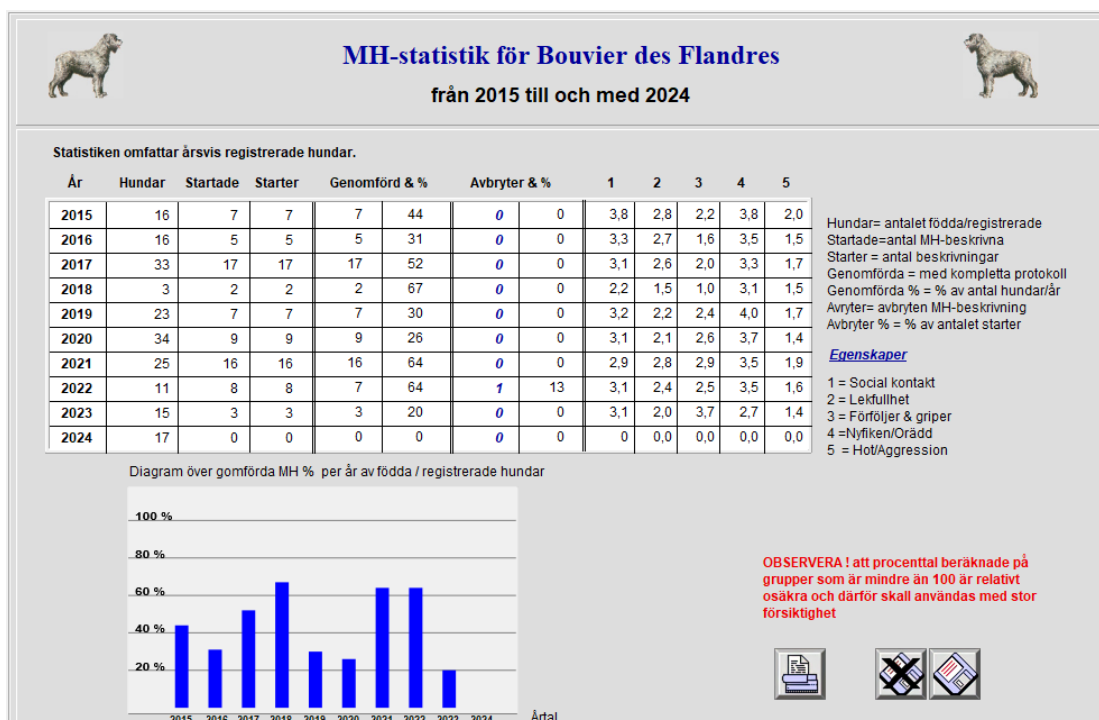 MH-statistik för Bouvier des Flandres
från 2015 till och med 2024
Statistiken omfattar årsvis registrerade hundar.
År Hundar Startade Starter Genomförd & % Avbryter & % 1 2 3 4 5
2015 16 7 7 7 44 0 0 3,8 2,8 2,2 3,8 2,0
2016 16 5 5 5 31 0 0 3,3 2,7 1,6 3,5 1,5
2017 33 17 17 17 52 0 0 3,1 2,6 2,0 3,3 1,7
2018 3 2 2 2 67 0 0 2,2 1,5 1,0 3,1 1,5
2019 23 7 7 7 30 0 0 3,2 2,2 2,4 4,0 1,7
2020 34 9 9 9 26 0 0 3,1 2,1 2,6 3,7 1,4
2021 25 16 16 16 64 0 0 2,9 2,8 2,9 3,5 1,9
2022 11 8 8 7 64 1 13 3,1 2,4 2,5 3,5 1,6
2023 15 3 3 3 20 0 0 3,1 2,0 3,7 2,7 1,4
2024 17 0 0 0 0 0 0 0 0,0 0,0 0,0 0,0
Hundar= antalet födda/registrerade
Startade=antal MH-beskrivna
Starter = antal beskrivningar
Genomförda = med kompletta protokoll
Genomförda % = % av antal hundar/år
Avryter= avbryten MH-beskrivning
Avbryter % = % av antalet starter
Egenskaper
1 = Social kontakt
2 = Lekfullhet
3 = Förföljer & griper
4 =Nyfiken/Orädd
5 = Hot/Aggression
Diagram över gomförda MH % per år av födda / registrerade hundar
100 %
80 %
60 %
40 %
20 %
2015 2016 2017 2018 2019 2020 2021 2022 2023 2024 Årtal
OBSERVERA ! att procenttal beräknade på
grupper som är mindre än 100 är relativt
osäkra och därför skall användas med stor
försiktighet